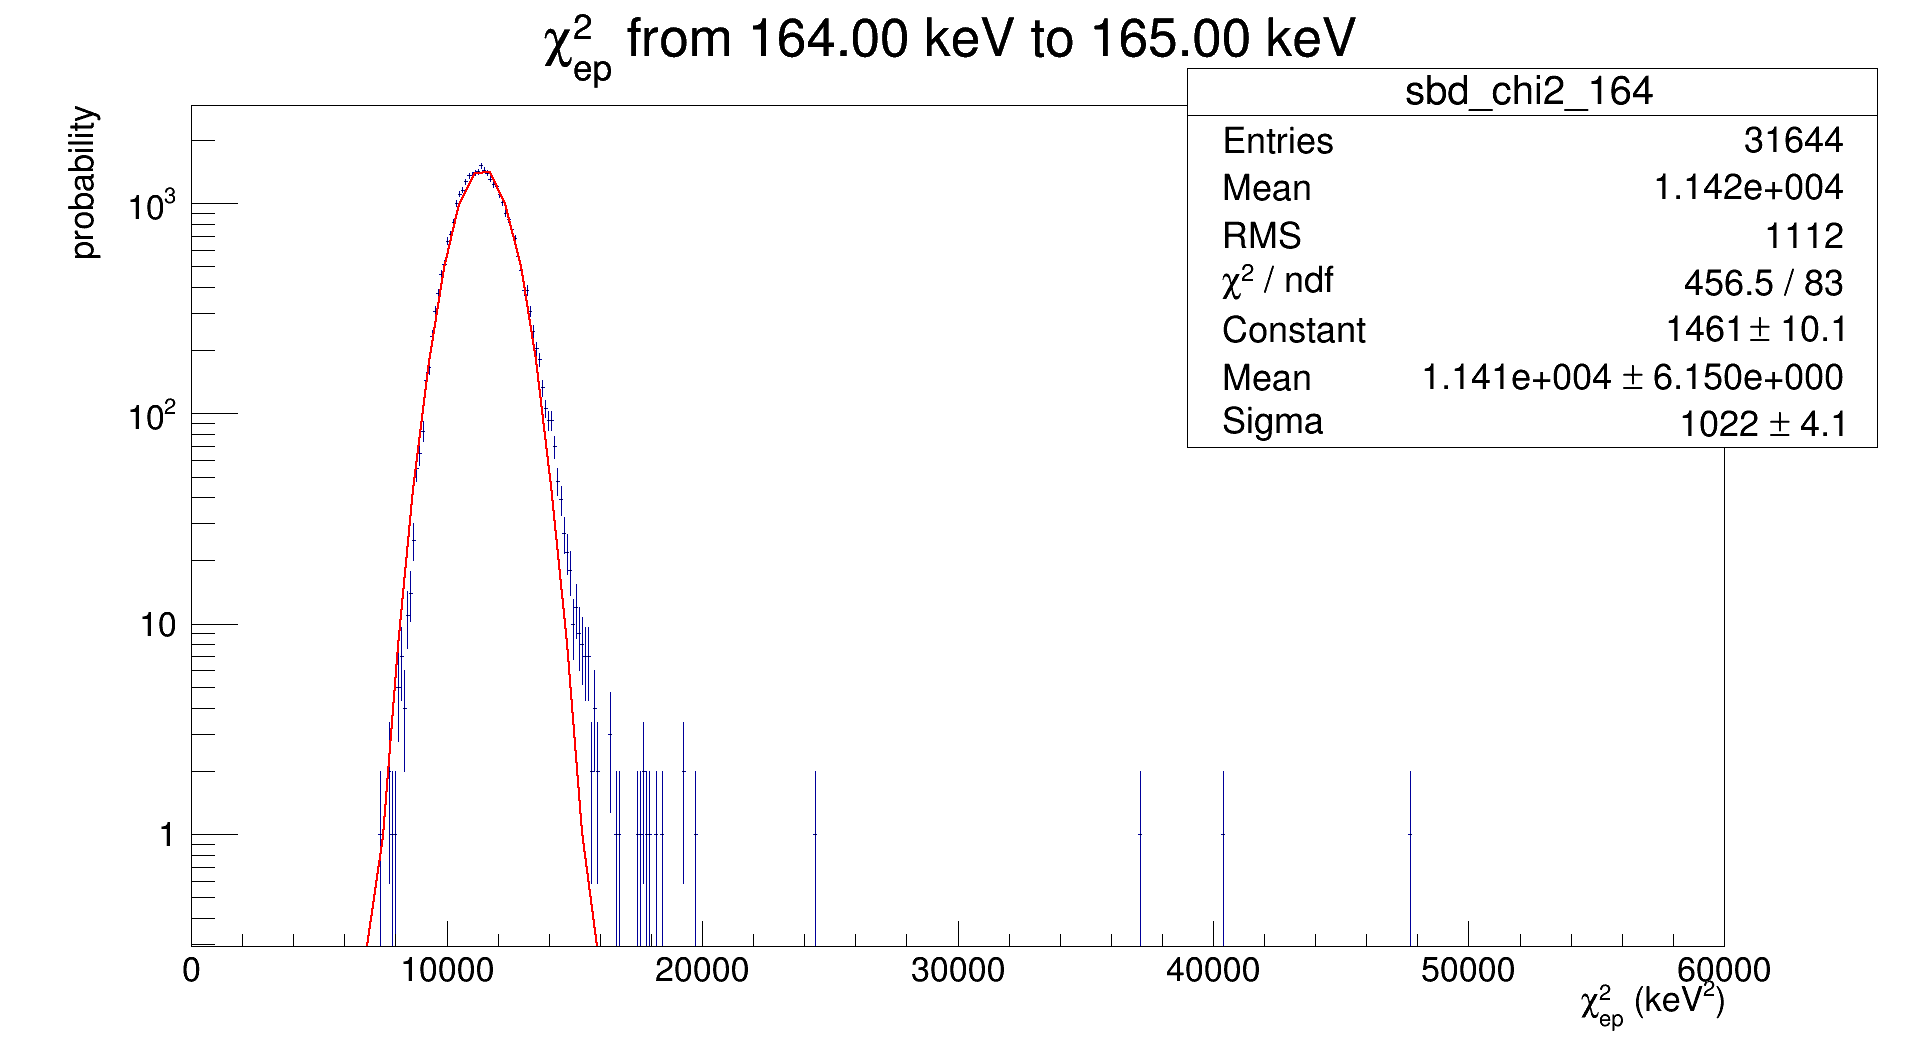 χ²ep from 164.00 keV to 165.00 keV
sbd_chi2_164
Entries 31644
Mean 1.142e+004
RMS 1112
χ² / ndf 456.5 / 83
Constant 1461 ± 10.1
Mean 1.141e+004 ± 6.150e+000
Sigma 1022 ± 4.1
probability
10³
10²
10
1
0 10000 20000 30000 40000 50000 60000
χ²ep (keV²)